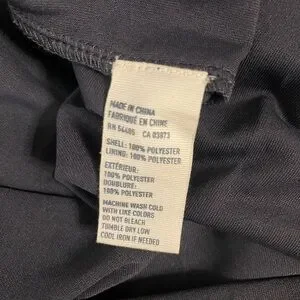 MADE IN CHINA
FABRIQUÉ EN CHINE
RN 54485 CA 03973
SHELL: 100% POLYESTER
LINING: 100% POLYESTER
EXTÉRIEUR:
100% POLYESTER
DOUBLURE:
100% POLYESTER
MACHINE WASH COLD
WITH LIKE COLORS
DO NOT BLEACH
TUMBLE DRY LOW
COOL IRON IF NEEDED